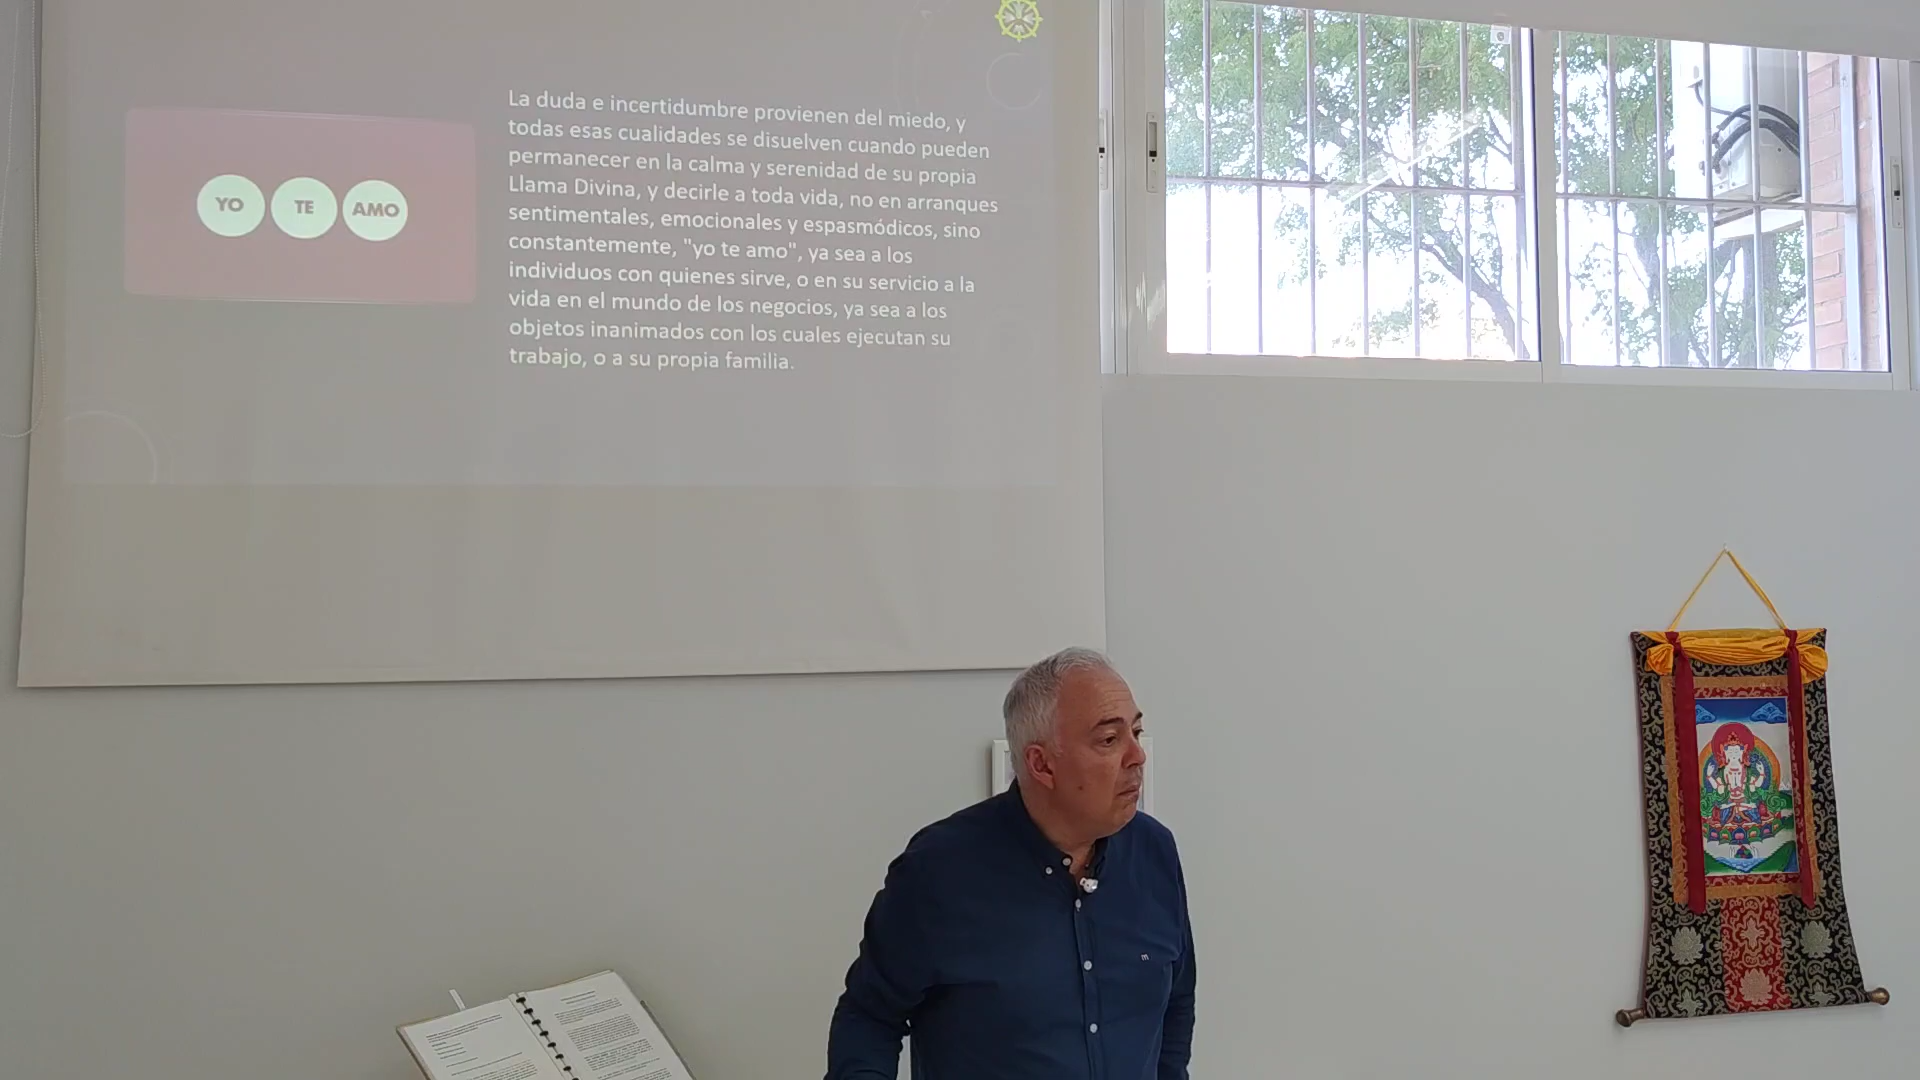 YO TE AMO
La duda e incertidumbre provienen del miedo, y
todas esas cualidades se disuelven cuando pueden
permanecer en la calma y serenidad de su propia
Llama Divina, y decirle a toda vida, no en arranques
sentimentales, emocionales y espasmódicos, sino
constantemente, "yo te amo", ya sea a los
individuos con quienes sirve, o en su servicio a la
vida en el mundo de los negocios, ya sea a los
objetos inanimados con los cuales ejecutan su
trabajo, o a su propia familia.
m